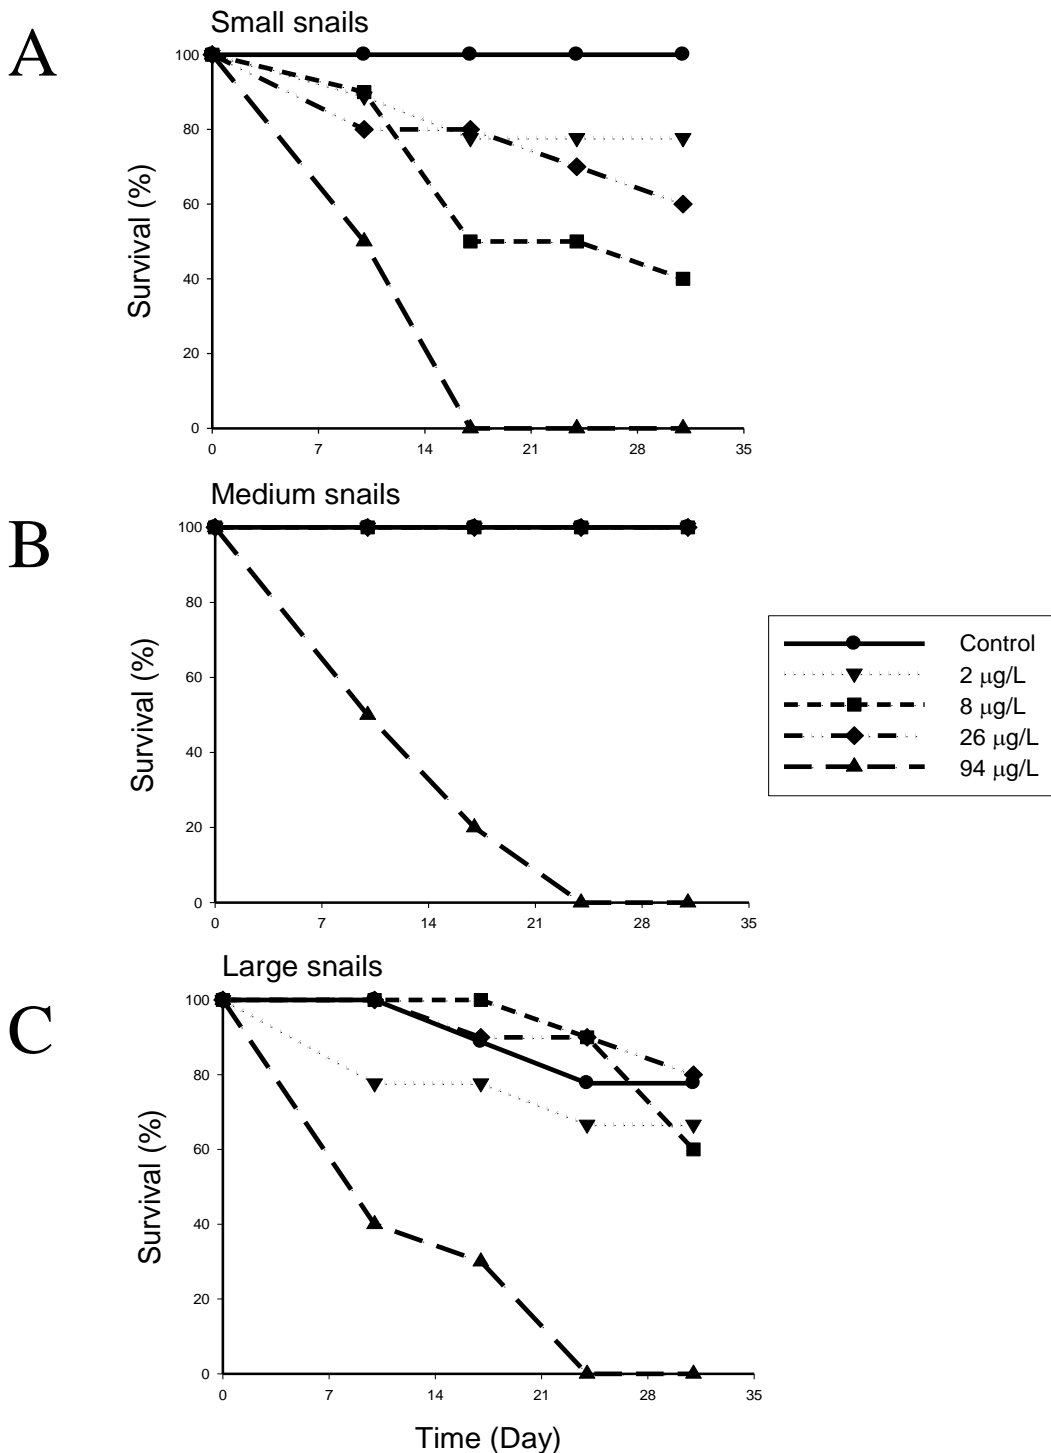 A
Small snails
Survival (%)
100
80
60
40
20
0
0 7 14 21 28 35
B
Medium snails
Survival (%)
100
80
60
40
20
0
0 7 14 21 28 35
Control
2 μg/L
8 μg/L
26 μg/L
94 μg/L
C
Large snails
Survival (%)
100
80
60
40
20
0
0 7 14 21 28 35
Time (Day)